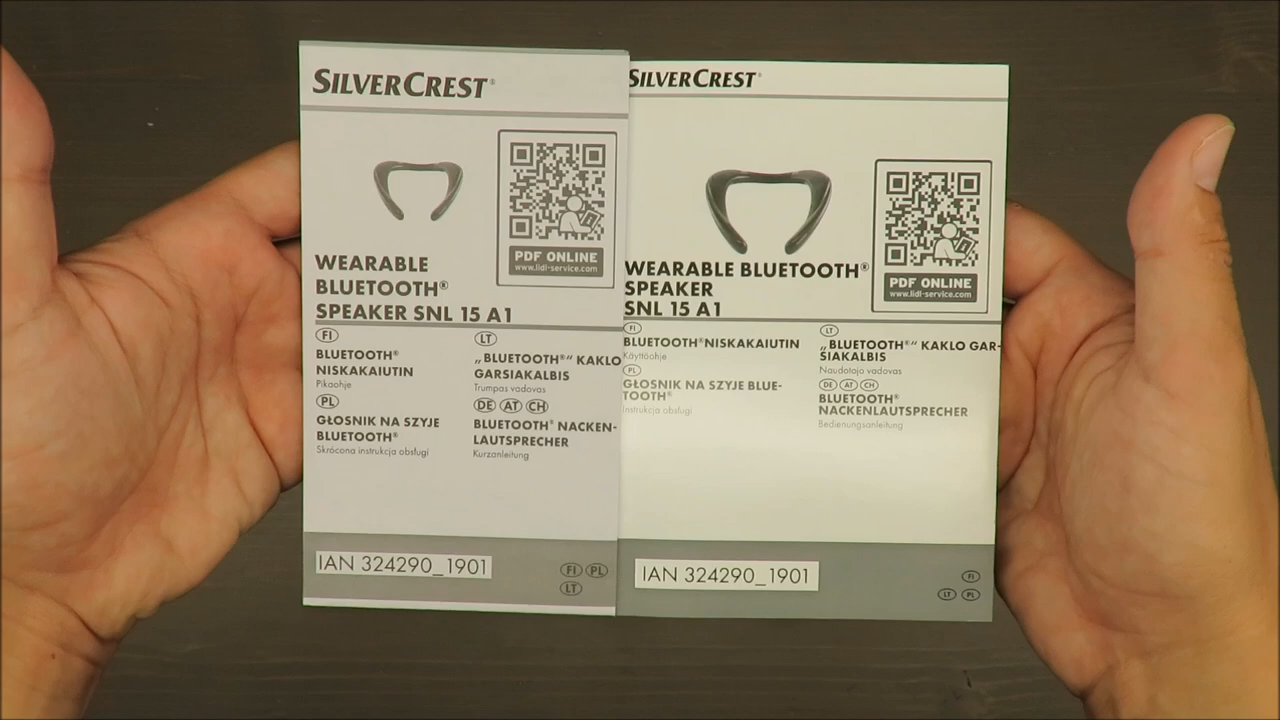 SILVERCREST®
PDF ONLINE
www.lidl-service.com
WEARABLE
BLUETOOTH®
SPEAKER SNL 15 A1
FI
BLUETOOTH®
NISKAKAIUTIN
Pikaohje
PL
GŁOSNIK NA SZYJE
BLUETOOTH®
Skrócona instrukcja obsługi
LT
„BLUETOOTH®“ KAKLO
GARSIAKALBIS
Trumpas vadovas
DE AT CH
BLUETOOTH® NACKEN-
LAUTSPRECHER
Kurzanleitung
IAN 324290_1901
FI PL
LT
SILVERCREST®
PDF ONLINE
www.lidl-service.com
WEARABLE BLUETOOTH®
SPEAKER
SNL 15 A1
FI
BLUETOOTH®NISKAKAIUTIN
Käyttöohje
PL
GŁOSNIK NA SZYJE BLUE-
TOOTH®
Instrukcja obsługi
LT
„BLUETOOTH®“ KAKLO GAR-
SIAKALBIS
Naudotojo vadovas
DE AT CH
BLUETOOTH®
NACKENLAUTSPRECHER
Bedienungsanleitung
IAN 324290_1901
FI
LT PL